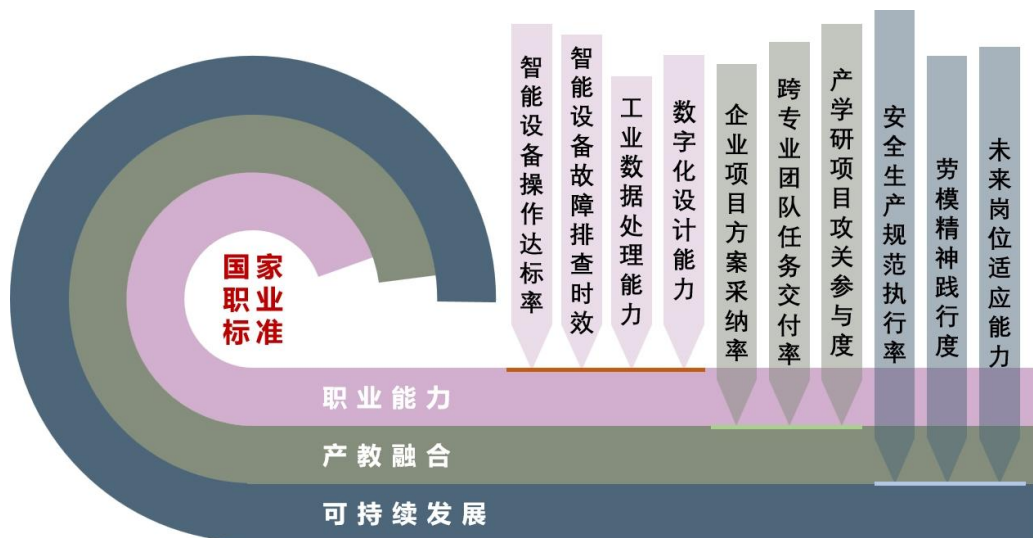 国家
职业
标准
智能设备操作达标率
智能设备故障排查时效
工业数据处理能力
数字化设计能力
企业项目方案采纳率
跨专业团队任务交付率
产学研项目攻关参与度
安全生产规范执行率
劳模精神践行度
未来岗位适应能力
职业能力
产教融合
可持续发展